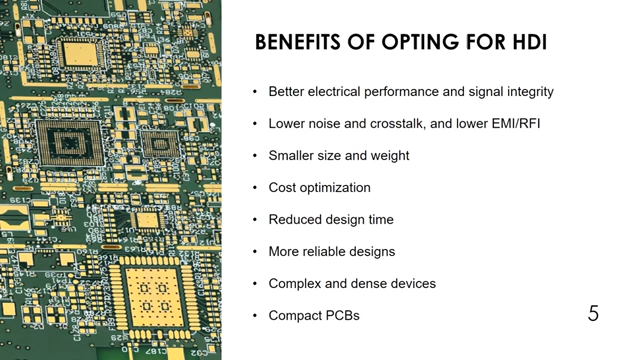 BENEFITS OF OPTING FOR HDI
• Better electrical performance and signal integrity
• Lower noise and crosstalk, and lower EMI/RFI
• Smaller size and weight
• Cost optimization
• Reduced design time
• More reliable designs
• Complex and dense devices
• Compact PCBs
5